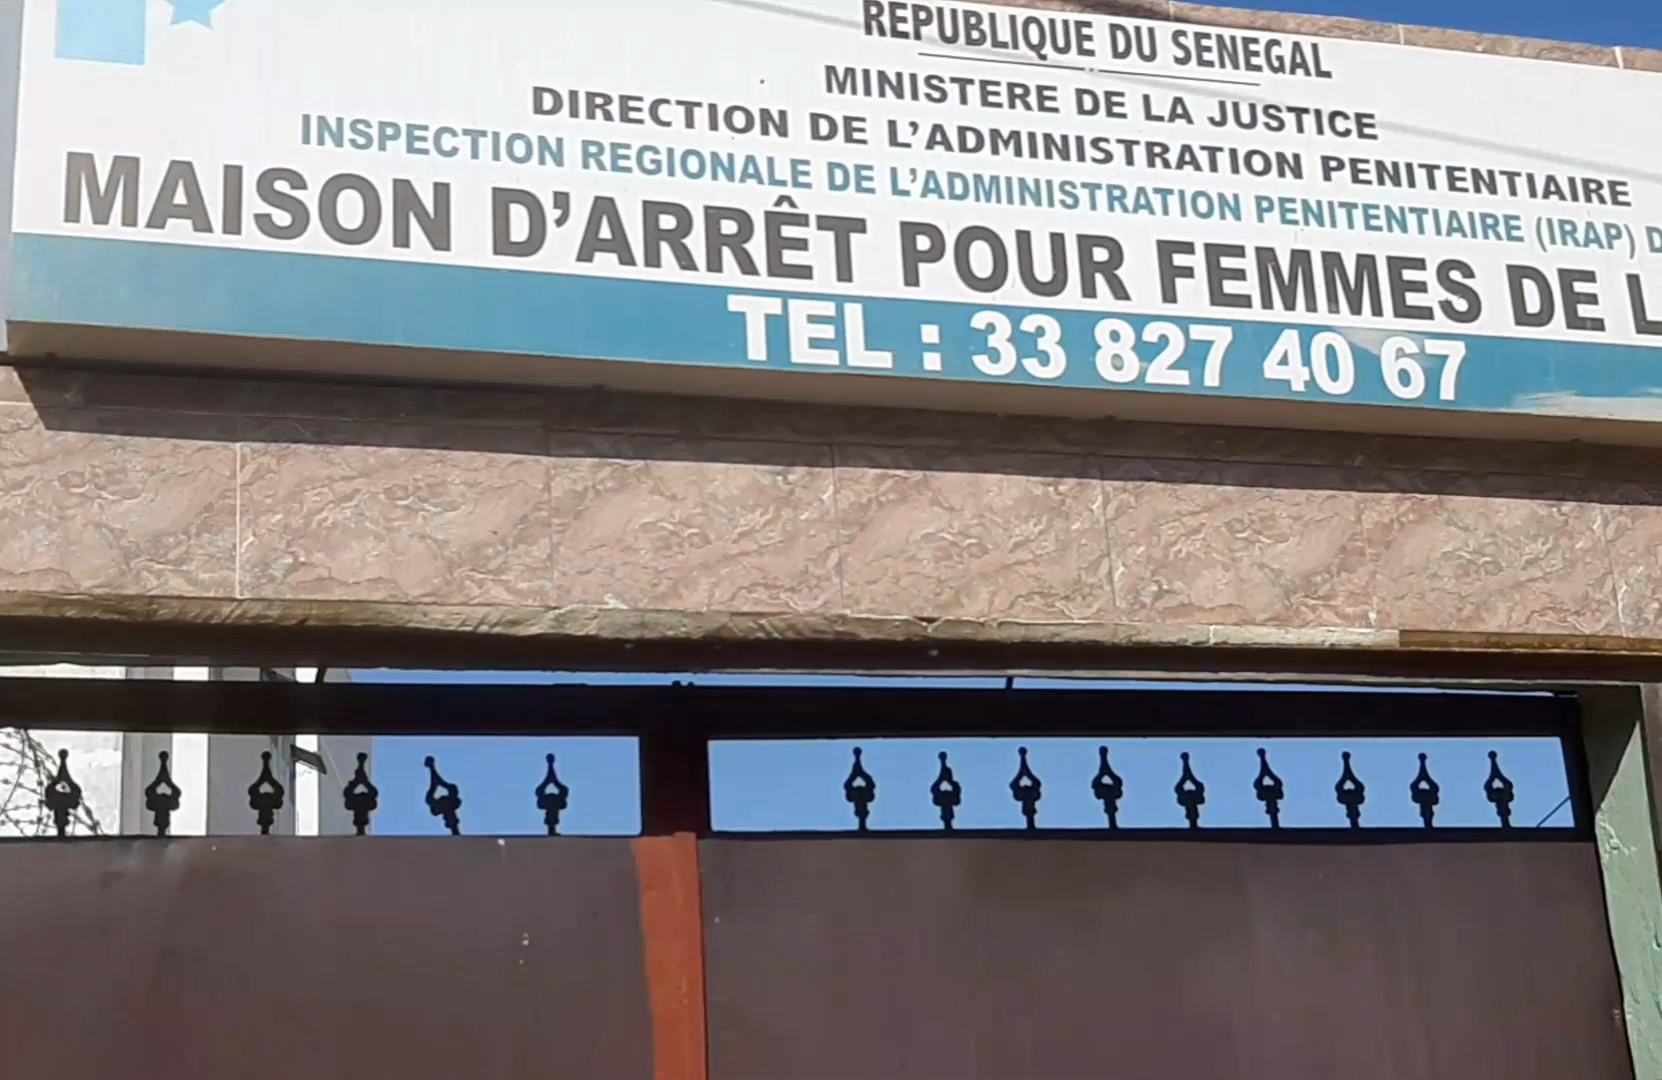 REPUBLIQUE DU SENEGAL
MINISTERE DE LA JUSTICE
DIRECTION DE L'ADMINISTRATION PENITENTIAIRE
INSPECTION REGIONALE DE L'ADMINISTRATION PENITENTIAIRE (IRAP) D
MAISON D'ARRÊT POUR FEMMES DE L
TEL : 33 827 40 67